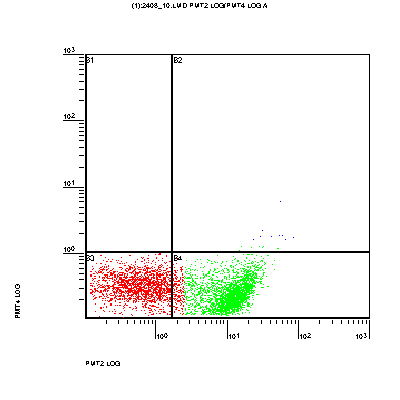 (1):2408_10.LMD PMT2 LOG/PMT4 LOG A
10³
B1
B2
10²
10¹
10⁰
B3
B4
PMT4 LOG
10⁰
10¹
10²
10³
PMT2 LOG